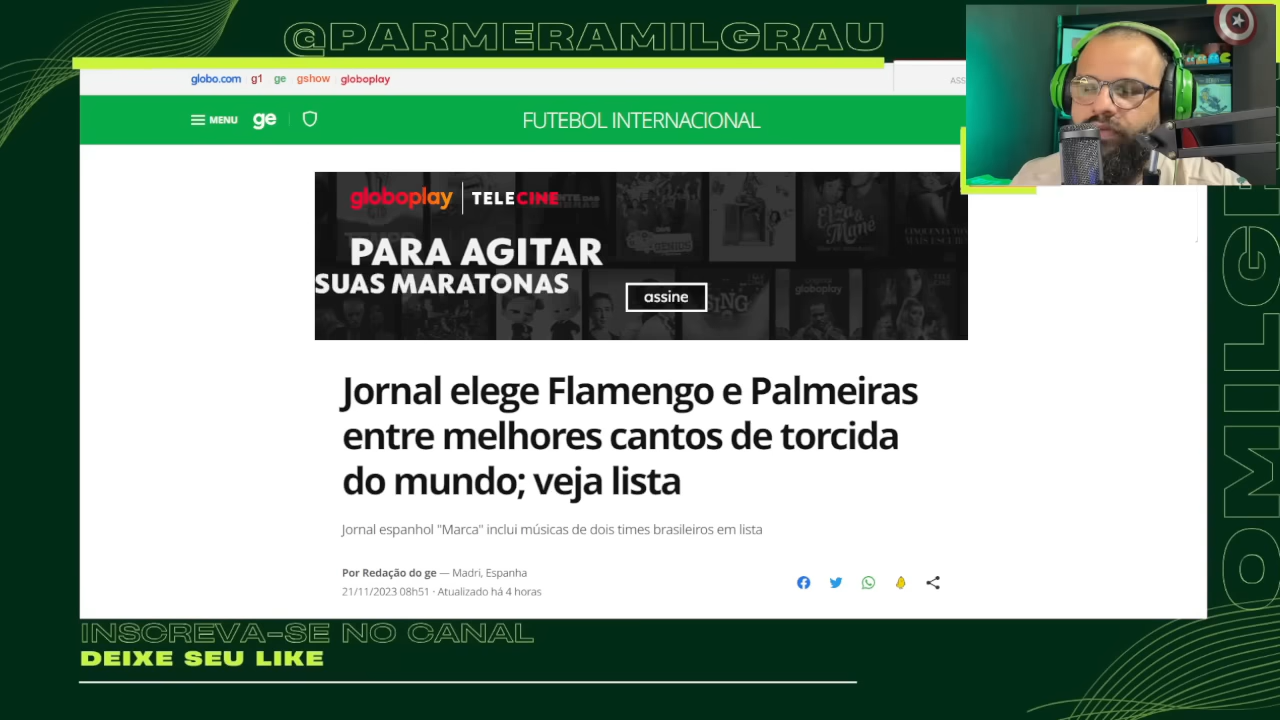 @PARMERAMILGRAU
globo.com g1 ge gshow globoplay
ASS
MENU ge
FUTEBOL INTERNACIONAL
globoplay TELECINE
PARA AGITAR
SUAS MARATONAS
assine
Jornal elege Flamengo e Palmeiras
entre melhores cantos de torcida
do mundo; veja lista
Jornal espanhol "Marca" inclui músicas de dois times brasileiros em lista
Por Redação do ge — Madri, Espanha
21/11/2023 08h51 · Atualizado há 4 horas
INSCREVA-SE NO CANAL
DEIXE SEU LIKE